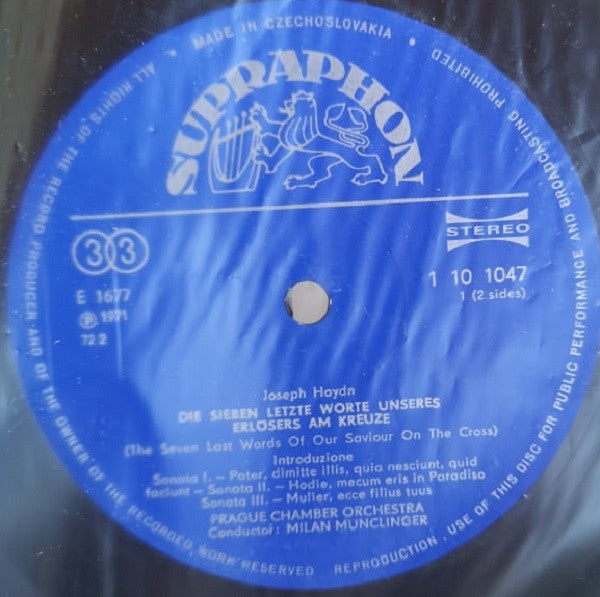 MADE IN CZECHOSLOVAKIA
ALL RIGHTS OF THE RECORD PRODUCER AND OF THE OWNER OF THE RECORDED WORK RESERVED · REPRODUCTION, USE OF THIS DISC FOR PUBLIC PERFORMANCE AND BROADCASTING PROHIBITED
SUPRAPHON
33
STEREO
E 1677
℗ 1971
72 2
1 10 1047
1 (2.sides)
Joseph Haydn
DIE SIEBEN LETZTE WORTE UNSERES
ERLÖSERS AM KREUZE
(The Seven Last Words Of Our Saviour On The Cross)
Introduzione
Sonata I. – Pater, dimitte illis, quia nesciunt, quid
faciunt – Sonata II. – Hodie, mecum eris in Paradiso
Sonata III. – Mulier, ecce filius tuus
PRAGUE CHAMBER ORCHESTRA
Conductor: MILAN MUNCLINGER